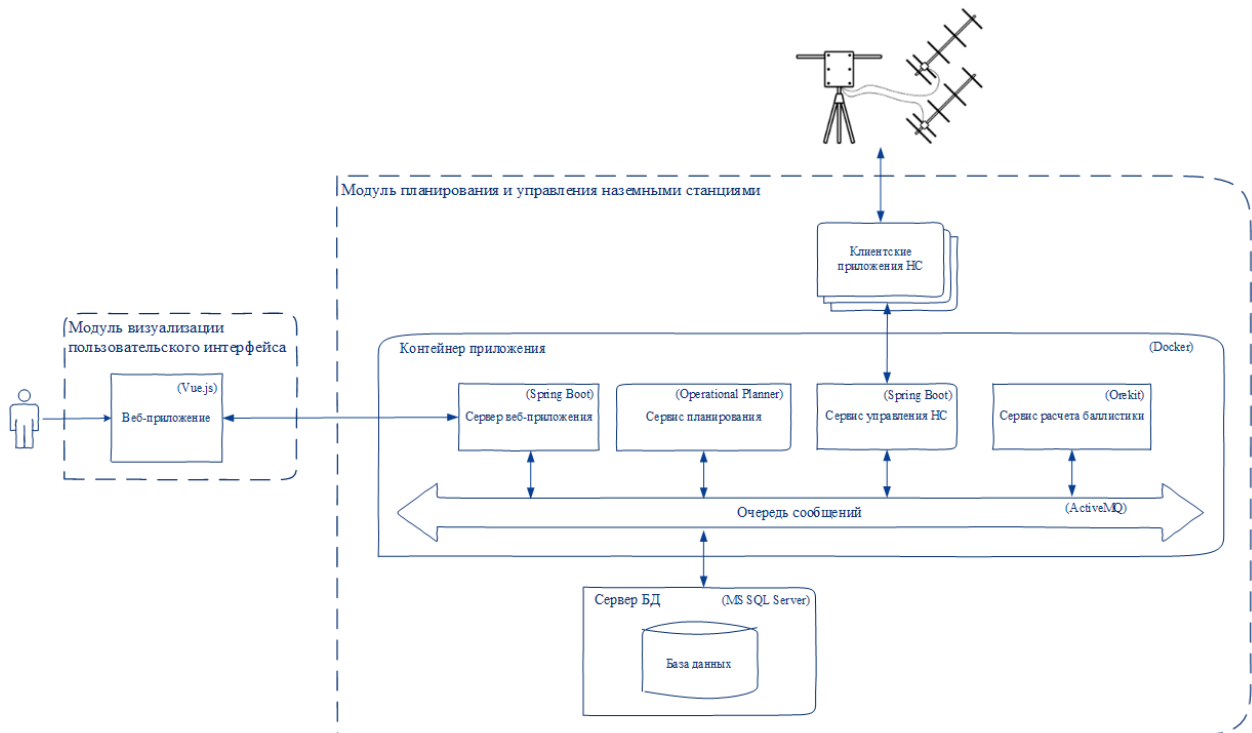 Модуль планирования и управления наземными станциями
Клиентские
приложения НС
Модуль визуализации
пользовательского интерфейса
(Vue.js)
Веб-приложение
Контейнер приложения
(Docker)
(Spring Boot)
Сервер веб-приложения
(Operational Planner)
Сервис планирования
(Spring Boot)
Сервис управления НС
(Orekit)
Сервис расчета баллистики
Очередь сообщений
(ActiveMQ)
Сервер БД
(MS SQL Server)
База данных